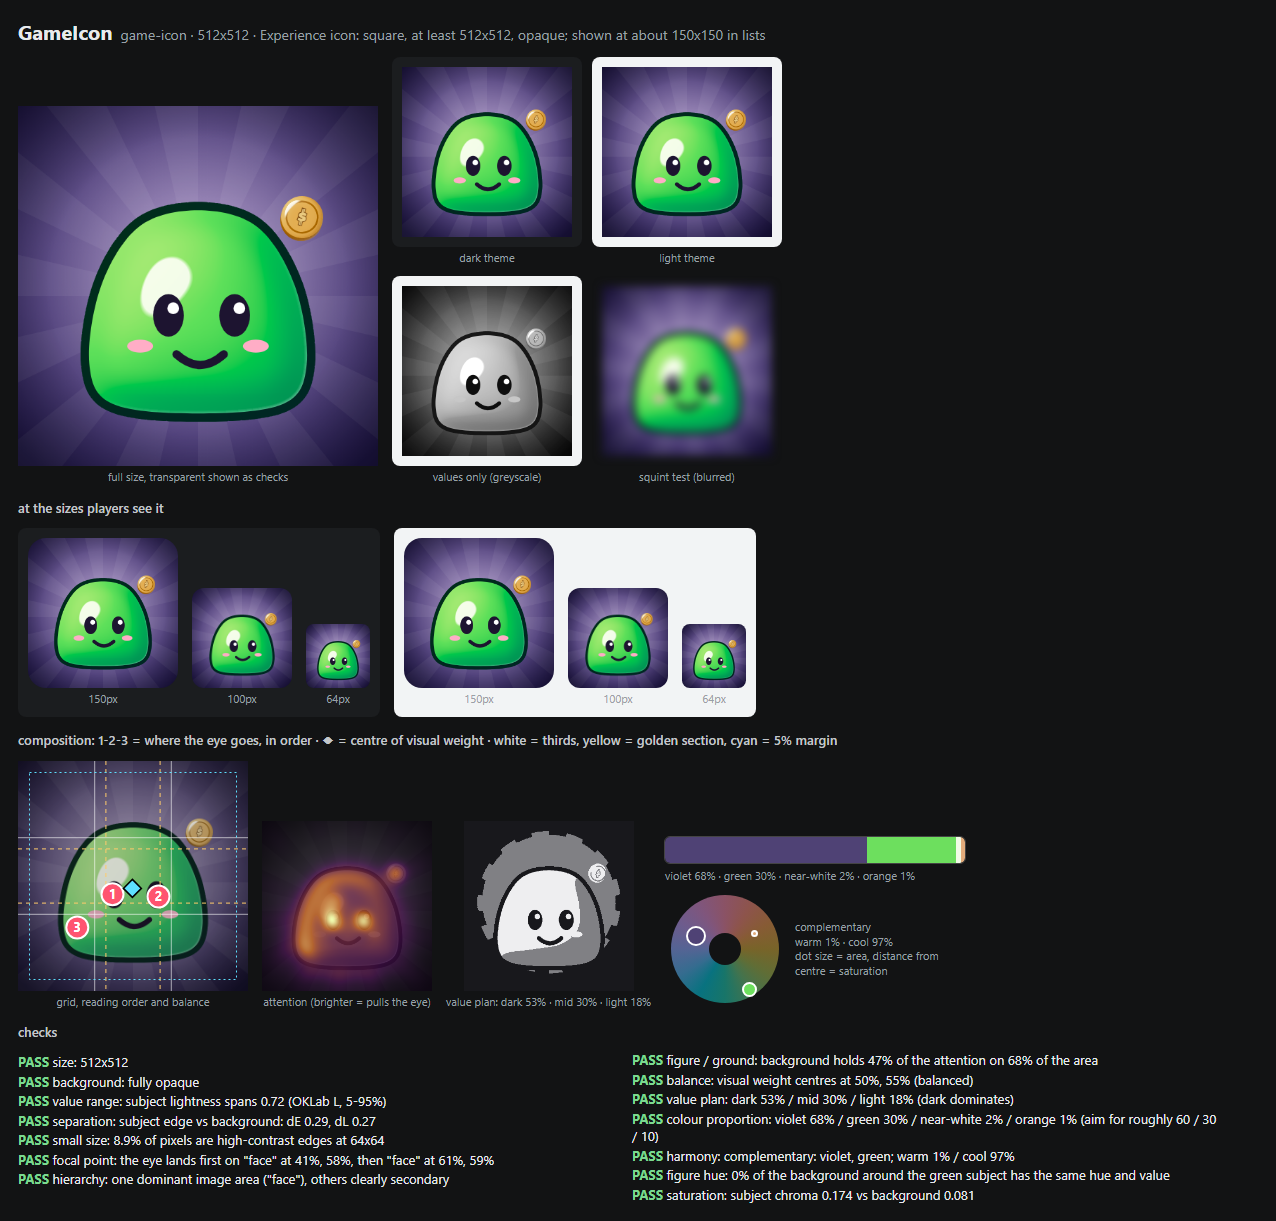 GameIcon game-icon · 512x512 · Experience icon: square, at least 512x512, opaque; shown at about 150x150 in lists
dark theme
light theme
full size, transparent shown as checks
values only (greyscale)
squint test (blurred)
at the sizes players see it
150px
100px
64px
150px
100px
64px
composition: 1-2-3 = where the eye goes, in order · ◆ = centre of visual weight · white = thirds, yellow = golden section, cyan = 5% margin
1
2
3
grid, reading order and balance
attention (brighter = pulls the eye)
value plan: dark 53% · mid 30% · light 18%
violet 68% · green 30% · near-white 2% · orange 1%
complementary
warm 1% · cool 97%
dot size = area, distance from
centre = saturation
checks
PASS size: 512x512
PASS background: fully opaque
PASS value range: subject lightness spans 0.72 (OKLab L, 5-95%)
PASS separation: subject edge vs background: dE 0.29, dL 0.27
PASS small size: 8.9% of pixels are high-contrast edges at 64x64
PASS focal point: the eye lands first on "face" at 41%, 58%, then "face" at 61%, 59%
PASS hierarchy: one dominant image area ("face"), others clearly secondary
PASS figure / ground: background holds 47% of the attention on 68% of the area
PASS balance: visual weight centres at 50%, 55% (balanced)
PASS value plan: dark 53% / mid 30% / light 18% (dark dominates)
PASS colour proportion: violet 68% / green 30% / near-white 2% / orange 1% (aim for roughly 60 / 30
/ 10)
PASS harmony: complementary: violet, green; warm 1% / cool 97%
PASS figure hue: 0% of the background around the green subject has the same hue and value
PASS saturation: subject chroma 0.174 vs background 0.081